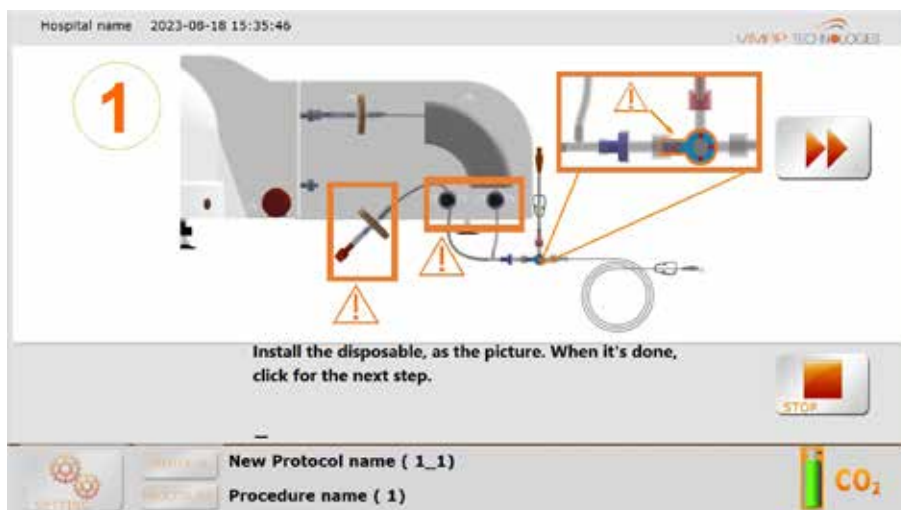 Hospital name 2023-08-18 15:35:46
1
Install the disposable, as the picture. When it's done,
click for the next step.
STOP
New Protocol name ( 1_1)
Procedure name ( 1)
CO₂